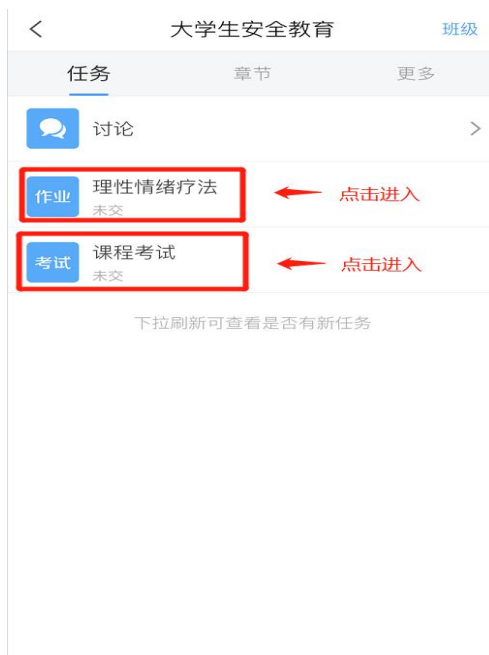 大学生安全教育 班级
任务 章节 更多
讨论
作业 理性情绪疗法 点击进入
未交
考试 课程考试 点击进入
未交
下拉刷新可查看是否有新任务